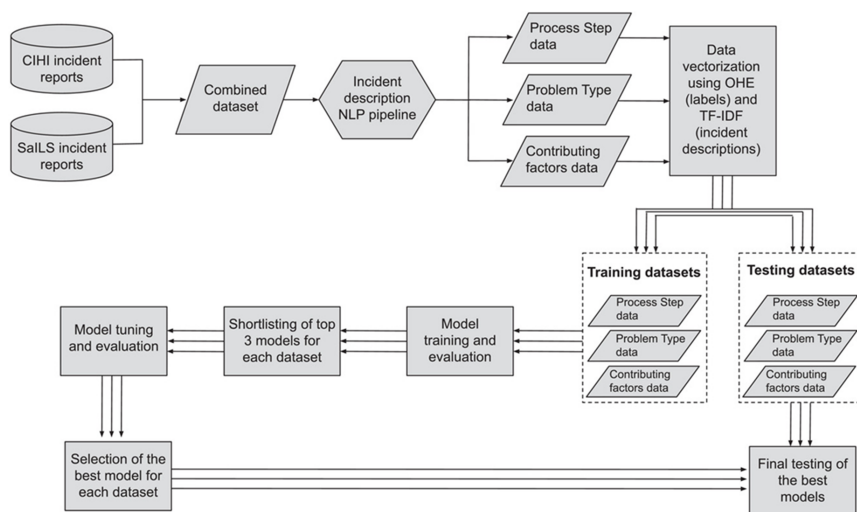 CIHI incident
reports
SaILS incident
reports
Combined
dataset
Incident
description
NLP pipeline
Process Step
data
Problem Type
data
Contributing
factors data
Data
vectorization
using OHE
(labels) and
TF-IDF
(incident
descriptions)
Training datasets
Process Step
data
Problem Type
data
Contributing
factors data
Testing datasets
Process Step
data
Problem Type
data
Contributing
factors data
Model
training and
evaluation
Shortlisting of top
3 models for
each dataset
Model tuning
and evaluation
Selection of the
best model for
each dataset
Final testing of
the best
models